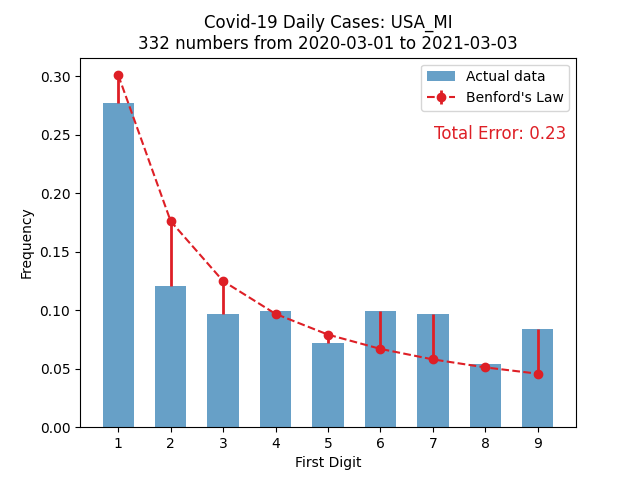 Covid-19 Daily Cases: USA_MI
332 numbers from 2020-03-01 to 2021-03-03
Actual data
Benford's Law
Total Error: 0.23
Frequency
0.30
0.25
0.20
0.15
0.10
0.05
0.00
1 2 3 4 5 6 7 8 9
First Digit